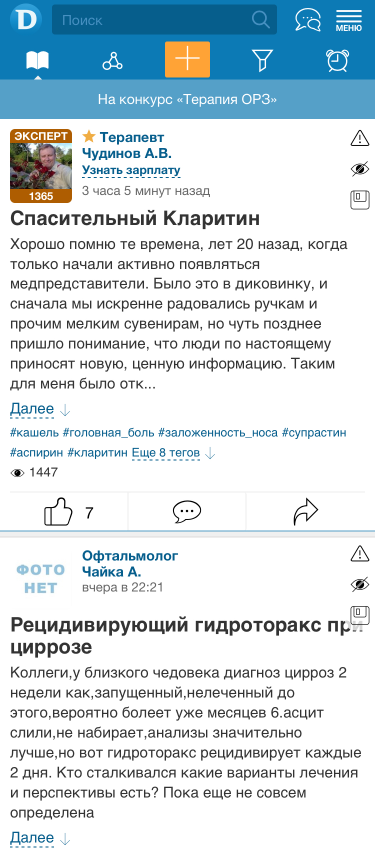 D
Поиск
МЕНЮ
На конкурс «Терапия ОРЗ»
ЭКСПЕРТ
1365
Терапевт
Чудинов А.В.
Узнать зарплату
3 часа 5 минут назад
Спасительный Кларитин
Хорошо помню те времена, лет 20 назад, когда
только начали активно появляться
медпредставители. Было это в диковинку, и
сначала мы искренне радовались ручкам и
прочим мелким сувенирам, но чуть позднее
пришло понимание, что люди по настоящему
приносят новую, ценную информацию. Таким
для меня было отк...
Далее
#кашель #головная_боль #заложенность_носа #супрастин
#аспирин #кларитин Еще 8 тегов
1447
7
ФОТО
НЕТ
Офтальмолог
Чайка А.
вчера в 22:21
Рецидивирующий гидроторакс при
циррозе
Коллеги,у близкого чедовека диагноз цирроз 2
недели как,запущенный,нелеченный до
этого,вероятно болеет уже месяцев 6.асцит
слили,не набирает,анализы значительно
лучше,но вот гидроторакс рецидивирует каждые
2 дня. Кто сталкивался какие варианты лечения
и перспективы есть? Пока еще не совсем
определена
Далее